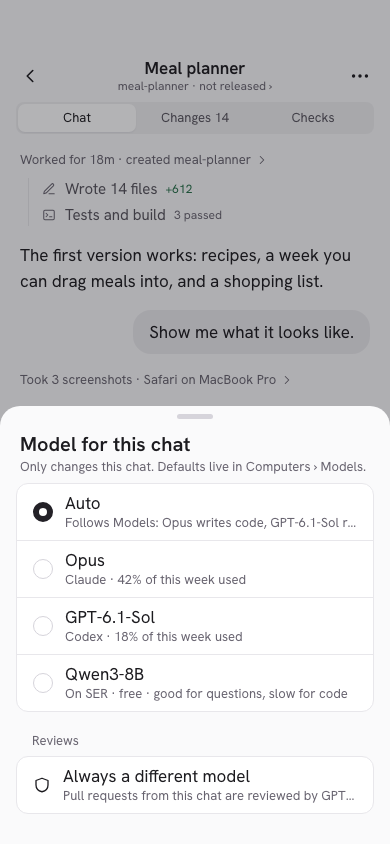 Meal planner
meal-planner · not released ›
Chat
Changes 14
Checks
Worked for 18m · created meal-planner
Wrote 14 files +612
Tests and build 3 passed
The first version works: recipes, a week you
can drag meals into, and a shopping list.
Show me what it looks like.
Took 3 screenshots · Safari on MacBook Pro
Model for this chat
Only changes this chat. Defaults live in Computers › Models.
Auto
Follows Models: Opus writes code, GPT-6.1-Sol r…
Opus
Claude · 42% of this week used
GPT-6.1-Sol
Codex · 18% of this week used
Qwen3-8B
On SER · free · good for questions, slow for code
Reviews
Always a different model
Pull requests from this chat are reviewed by GPT…